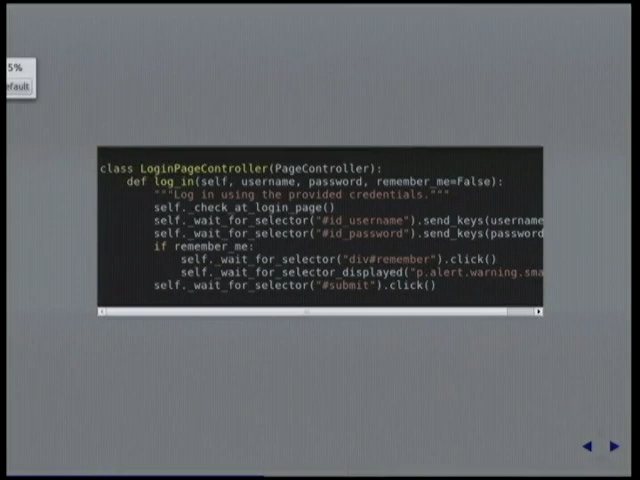 5%
efault
class LoginPageController(PageController):
def log_in(self, username, password, remember_me=False):
"""Log in using the provided credentials."""
self._check_at_login_page()
self._wait_for_selector("#id_username").send_keys(username
self._wait_for_selector("#id_password").send_keys(password
if remember_me:
self._wait_for_selector("div#remember").click()
self._wait_for_selector_displayed("p.alert.warning.sma
self._wait_for_selector("#submit").click()